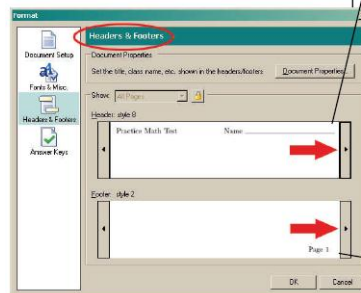 Format
Headers & Footers
Document Setup
Fonts & Misc.
Headers & Footers
Answer Keys
Document Properties
Set the title, class name, etc. shown in the headers/footers
Document Properties...
Show: All Pages
Header: style 8
Practice Math Test Name
Footer: style 2
Page 1
OK Cancel